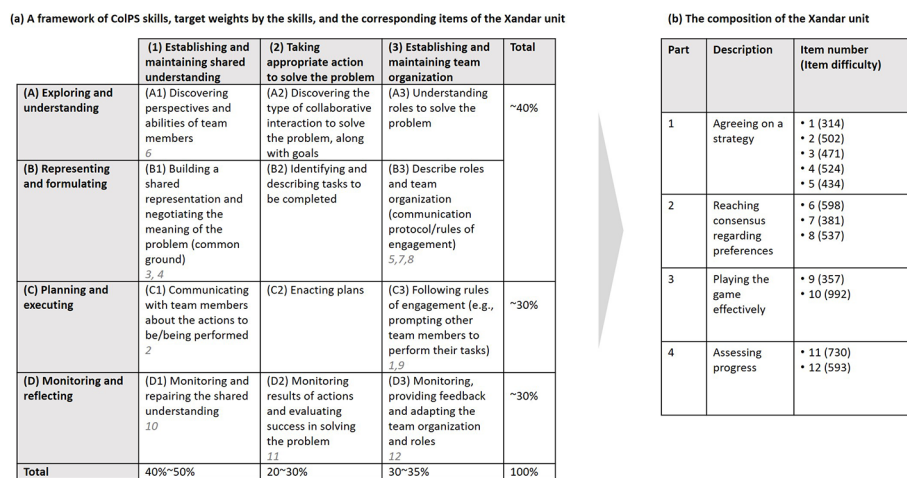 (a) A framework of ColPS skills, target weights by the skills, and the corresponding items of the Xandar unit
(1) Establishing and
maintaining shared
understanding
(2) Taking
appropriate action
to solve the problem
(3) Establishing and
maintaining team
organization
Total
(A) Exploring and
understanding
(A1) Discovering
perspectives and
abilities of team
members
6
(A2) Discovering the
type of collaborative
interaction to solve
the problem, along
with goals
(A3) Understanding
roles to solve the
problem
~40%
(B) Representing
and formulating
(B1) Building a
shared
representation and
negotiating the
meaning of the
problem (common
ground)
3, 4
(B2) Identifying and
describing tasks to
be completed
(B3) Describe roles
and team
organization
(communication
protocol/rules of
engagement)
5,7,8
(C) Planning and
executing
(C1) Communicating
with team members
about the actions to
be/being performed
2
(C2) Enacting plans
(C3) Following rules
of engagement (e.g.,
prompting other
team members to
perform their tasks)
1,9
~30%
(D) Monitoring and
reflecting
(D1) Monitoring and
repairing the shared
understanding
10
(D2) Monitoring
results of actions
and evaluating
success in solving
the problem
11
(D3) Monitoring,
providing feedback
and adapting the
team organization
and roles
12
~30%
Total
40%~50%
20~30%
30~35%
100%
(b) The composition of the Xandar unit
Part
Description
Item number
(Item difficulty)
1
Agreeing on a
strategy
• 1 (314)
• 2 (502)
• 3 (471)
• 4 (524)
• 5 (434)
2
Reaching
consensus
regarding
preferences
• 6 (598)
• 7 (381)
• 8 (537)
3
Playing the
game
effectively
• 9 (357)
• 10 (992)
4
Assessing
progress
• 11 (730)
• 12 (593)